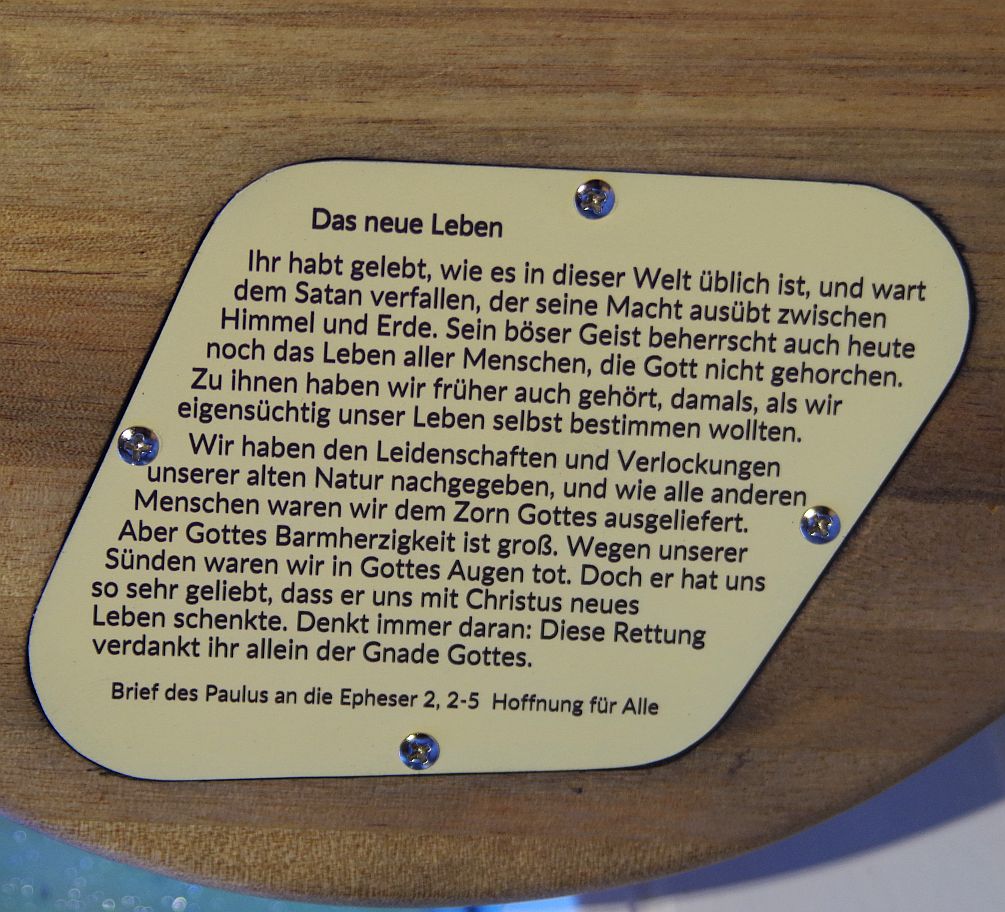 Das neue Leben
Ihr habt gelebt, wie es in dieser Welt üblich ist, und wart
dem Satan verfallen, der seine Macht ausübt zwischen
Himmel und Erde. Sein böser Geist beherrscht auch heute
noch das Leben aller Menschen, die Gott nicht gehorchen.
Zu ihnen haben wir früher auch gehört, damals, als wir
eigensüchtig unser Leben selbst bestimmen wollten.
Wir haben den Leidenschaften und Verlockungen
unserer alten Natur nachgegeben, und wie alle anderen
Menschen waren wir dem Zorn Gottes ausgeliefert.
Aber Gottes Barmherzigkeit ist groß. Wegen unserer
Sünden waren wir in Gottes Augen tot. Doch er hat uns
so sehr geliebt, dass er uns mit Christus neues
Leben schenkte. Denkt immer daran: Diese Rettung
verdankt ihr allein der Gnade Gottes.
Brief des Paulus an die Epheser 2, 2-5 Hoffnung für Alle